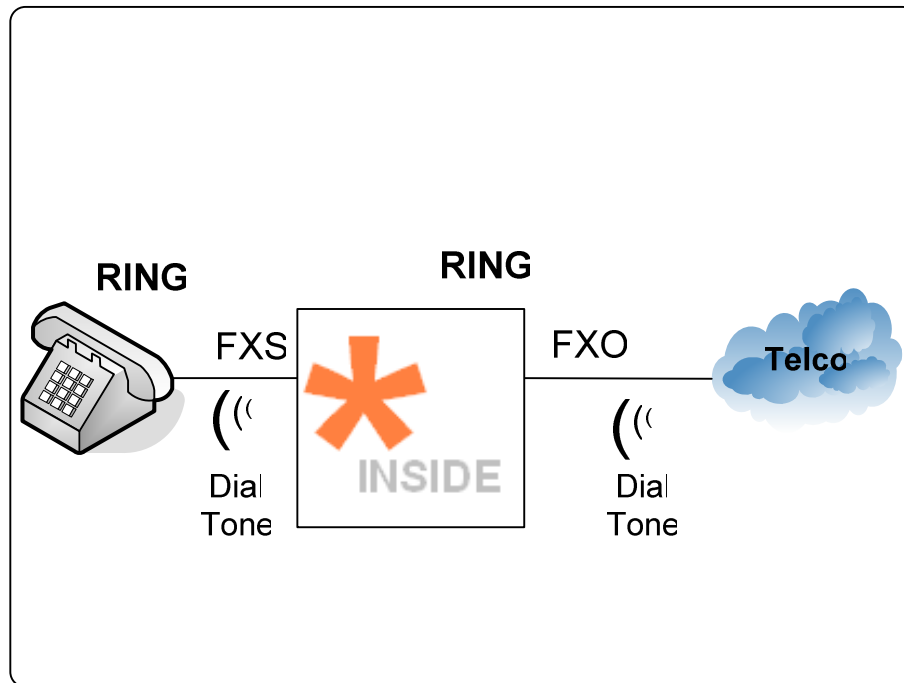 RING
RING
FXS
FXO
Telco
INSIDE
Dial
Tone
Dial
Tone